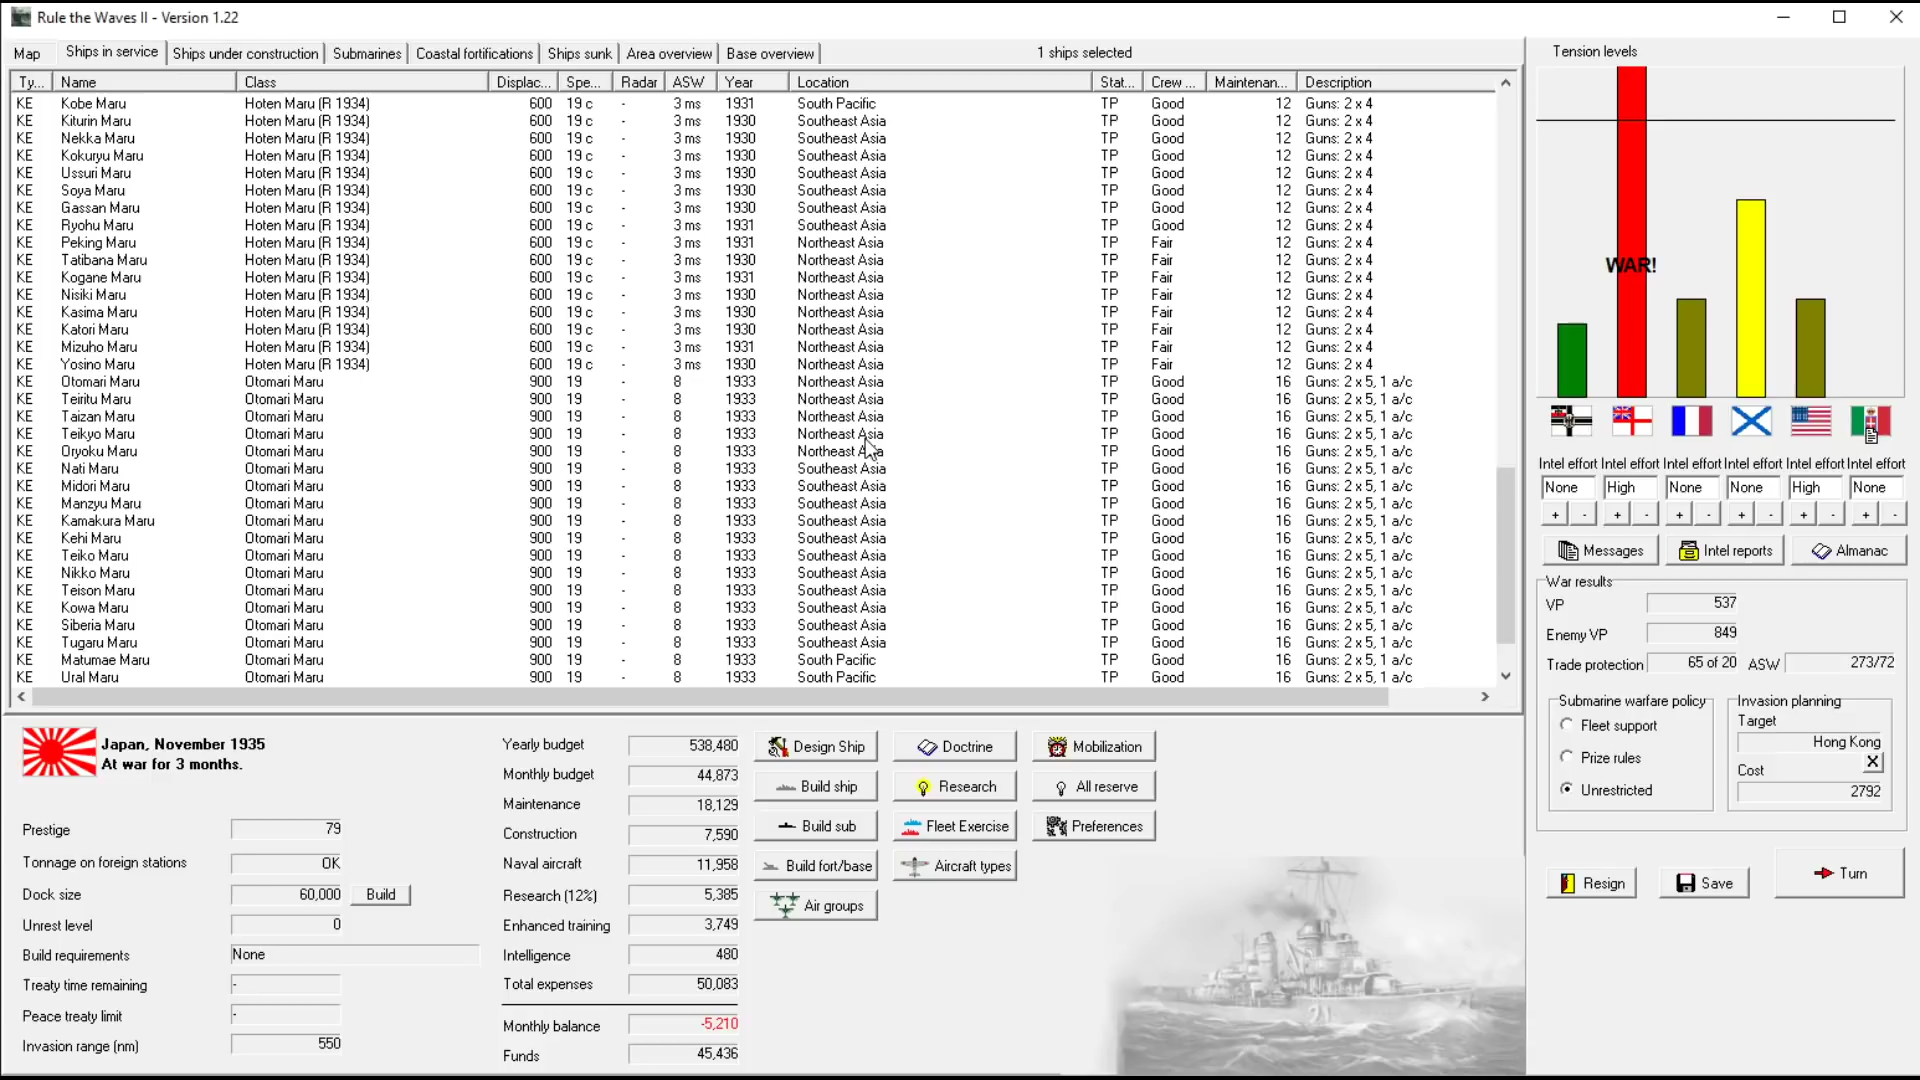 Rule the Waves II - Version 1.22
Map Ships in service Ships under construction Submarines Coastal fortifications Ships sunk Area overview Base overview 1 ships selected
Ty... Name Class Displac... Spe... Radar ASW Year Location Stat... Crew ... Maintenan... Description
KE Kobe Maru Hoten Maru (R 1934) 600 19 c - 3 ms 1931 South Pacific TP Good 12 Guns: 2 x 4
KE Kiturin Maru Hoten Maru (R 1934) 600 19 c - 3 ms 1930 Southeast Asia TP Good 12 Guns: 2 x 4
KE Nekka Maru Hoten Maru (R 1934) 600 19 c - 3 ms 1930 Southeast Asia TP Good 12 Guns: 2 x 4
KE Kokuryu Maru Hoten Maru (R 1934) 600 19 c - 3 ms 1930 Southeast Asia TP Good 12 Guns: 2 x 4
KE Ussuri Maru Hoten Maru (R 1934) 600 19 c - 3 ms 1930 Southeast Asia TP Good 12 Guns: 2 x 4
KE Soya Maru Hoten Maru (R 1934) 600 19 c - 3 ms 1930 Southeast Asia TP Good 12 Guns: 2 x 4
KE Gassan Maru Hoten Maru (R 1934) 600 19 c - 3 ms 1930 Southeast Asia TP Good 12 Guns: 2 x 4
KE Ryohu Maru Hoten Maru (R 1934) 600 19 c - 3 ms 1931 Southeast Asia TP Good 12 Guns: 2 x 4
KE Peking Maru Hoten Maru (R 1934) 600 19 c - 3 ms 1931 Northeast Asia TP Fair 12 Guns: 2 x 4
KE Tatibana Maru Hoten Maru (R 1934) 600 19 c - 3 ms 1930 Northeast Asia TP Fair 12 Guns: 2 x 4
KE Kogane Maru Hoten Maru (R 1934) 600 19 c - 3 ms 1931 Northeast Asia TP Fair 12 Guns: 2 x 4
KE Nisiki Maru Hoten Maru (R 1934) 600 19 c - 3 ms 1930 Northeast Asia TP Fair 12 Guns: 2 x 4
KE Kasima Maru Hoten Maru (R 1934) 600 19 c - 3 ms 1930 Northeast Asia TP Fair 12 Guns: 2 x 4
KE Katori Maru Hoten Maru (R 1934) 600 19 c - 3 ms 1930 Northeast Asia TP Fair 12 Guns: 2 x 4
KE Mizuho Maru Hoten Maru (R 1934) 600 19 c - 3 ms 1931 Northeast Asia TP Fair 12 Guns: 2 x 4
KE Yosino Maru Hoten Maru (R 1934) 600 19 c - 3 ms 1930 Northeast Asia TP Fair 12 Guns: 2 x 4
KE Otomari Maru Otomari Maru 900 19 - 8 1933 Northeast Asia TP Good 16 Guns: 2 x 5, 1 a/c
KE Teiritu Maru Otomari Maru 900 19 - 8 1933 Northeast Asia TP Good 16 Guns: 2 x 5, 1 a/c
KE Taizan Maru Otomari Maru 900 19 - 8 1933 Northeast Asia TP Good 16 Guns: 2 x 5, 1 a/c
KE Teikyo Maru Otomari Maru 900 19 - 8 1933 Northeast Asia TP Good 16 Guns: 2 x 5, 1 a/c
KE Oryoku Maru Otomari Maru 900 19 - 8 1933 Northeast Asia TP Good 16 Guns: 2 x 5, 1 a/c
KE Nati Maru Otomari Maru 900 19 - 8 1933 Southeast Asia TP Good 16 Guns: 2 x 5, 1 a/c
KE Midori Maru Otomari Maru 900 19 - 8 1933 Southeast Asia TP Good 16 Guns: 2 x 5, 1 a/c
KE Manzyu Maru Otomari Maru 900 19 - 8 1933 Southeast Asia TP Good 16 Guns: 2 x 5, 1 a/c
KE Kamakura Maru Otomari Maru 900 19 - 8 1933 Southeast Asia TP Good 16 Guns: 2 x 5, 1 a/c
KE Kehi Maru Otomari Maru 900 19 - 8 1933 Southeast Asia TP Good 16 Guns: 2 x 5, 1 a/c
KE Teiko Maru Otomari Maru 900 19 - 8 1933 Southeast Asia TP Good 16 Guns: 2 x 5, 1 a/c
KE Nikko Maru Otomari Maru 900 19 - 8 1933 Southeast Asia TP Good 16 Guns: 2 x 5, 1 a/c
KE Teison Maru Otomari Maru 900 19 - 8 1933 Southeast Asia TP Good 16 Guns: 2 x 5, 1 a/c
KE Kowa Maru Otomari Maru 900 19 - 8 1933 Southeast Asia TP Good 16 Guns: 2 x 5, 1 a/c
KE Siberia Maru Otomari Maru 900 19 - 8 1933 Southeast Asia TP Good 16 Guns: 2 x 5, 1 a/c
KE Tugaru Maru Otomari Maru 900 19 - 8 1933 Southeast Asia TP Good 16 Guns: 2 x 5, 1 a/c
KE Matumae Maru Otomari Maru 900 19 - 8 1933 South Pacific TP Good 16 Guns: 2 x 5, 1 a/c
KE Ural Maru Otomari Maru 900 19 - 8 1933 South Pacific TP Good 16 Guns: 2 x 5, 1 a/c
Japan, November 1935
At war for 3 months.
Prestige 79
Tonnage on foreign stations OK
Dock size 60,000 Build
Unrest level 0
Build requirements None
Treaty time remaining -
Peace treaty limit -
Invasion range (nm) 550
Yearly budget 538,480
Monthly budget 44,873
Maintenance 18,129
Construction 7,590
Naval aircraft 11,958
Research (12%) 5,385
Enhanced training 3,749
Intelligence 480
Total expenses 50,083
Monthly balance -5,210
Funds 45,436
Design Ship Doctrine Mobilization
Build ship Research All reserve
Build sub Fleet Exercise Preferences
Build fort/base Aircraft types
Air groups
Tension levels
WAR!
Intel effort Intel effort Intel effort Intel effort Intel effort Intel effort
None High None None High None
+ - + - + - + - + - + -
Messages Intel reports Almanac
War results
VP 537
Enemy VP 849
Trade protection 65 of 20 ASW 273/72
Submarine warfare policy
Fleet support
Prize rules
Unrestricted
Invasion planning
Target
Hong Kong
X
Cost
2792
Resign Save Turn